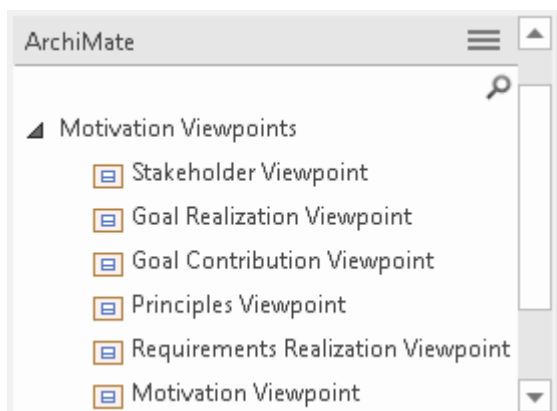 ArchiMate
Motivation Viewpoints
Stakeholder Viewpoint
Goal Realization Viewpoint
Goal Contribution Viewpoint
Principles Viewpoint
Requirements Realization Viewpoint
Motivation Viewpoint